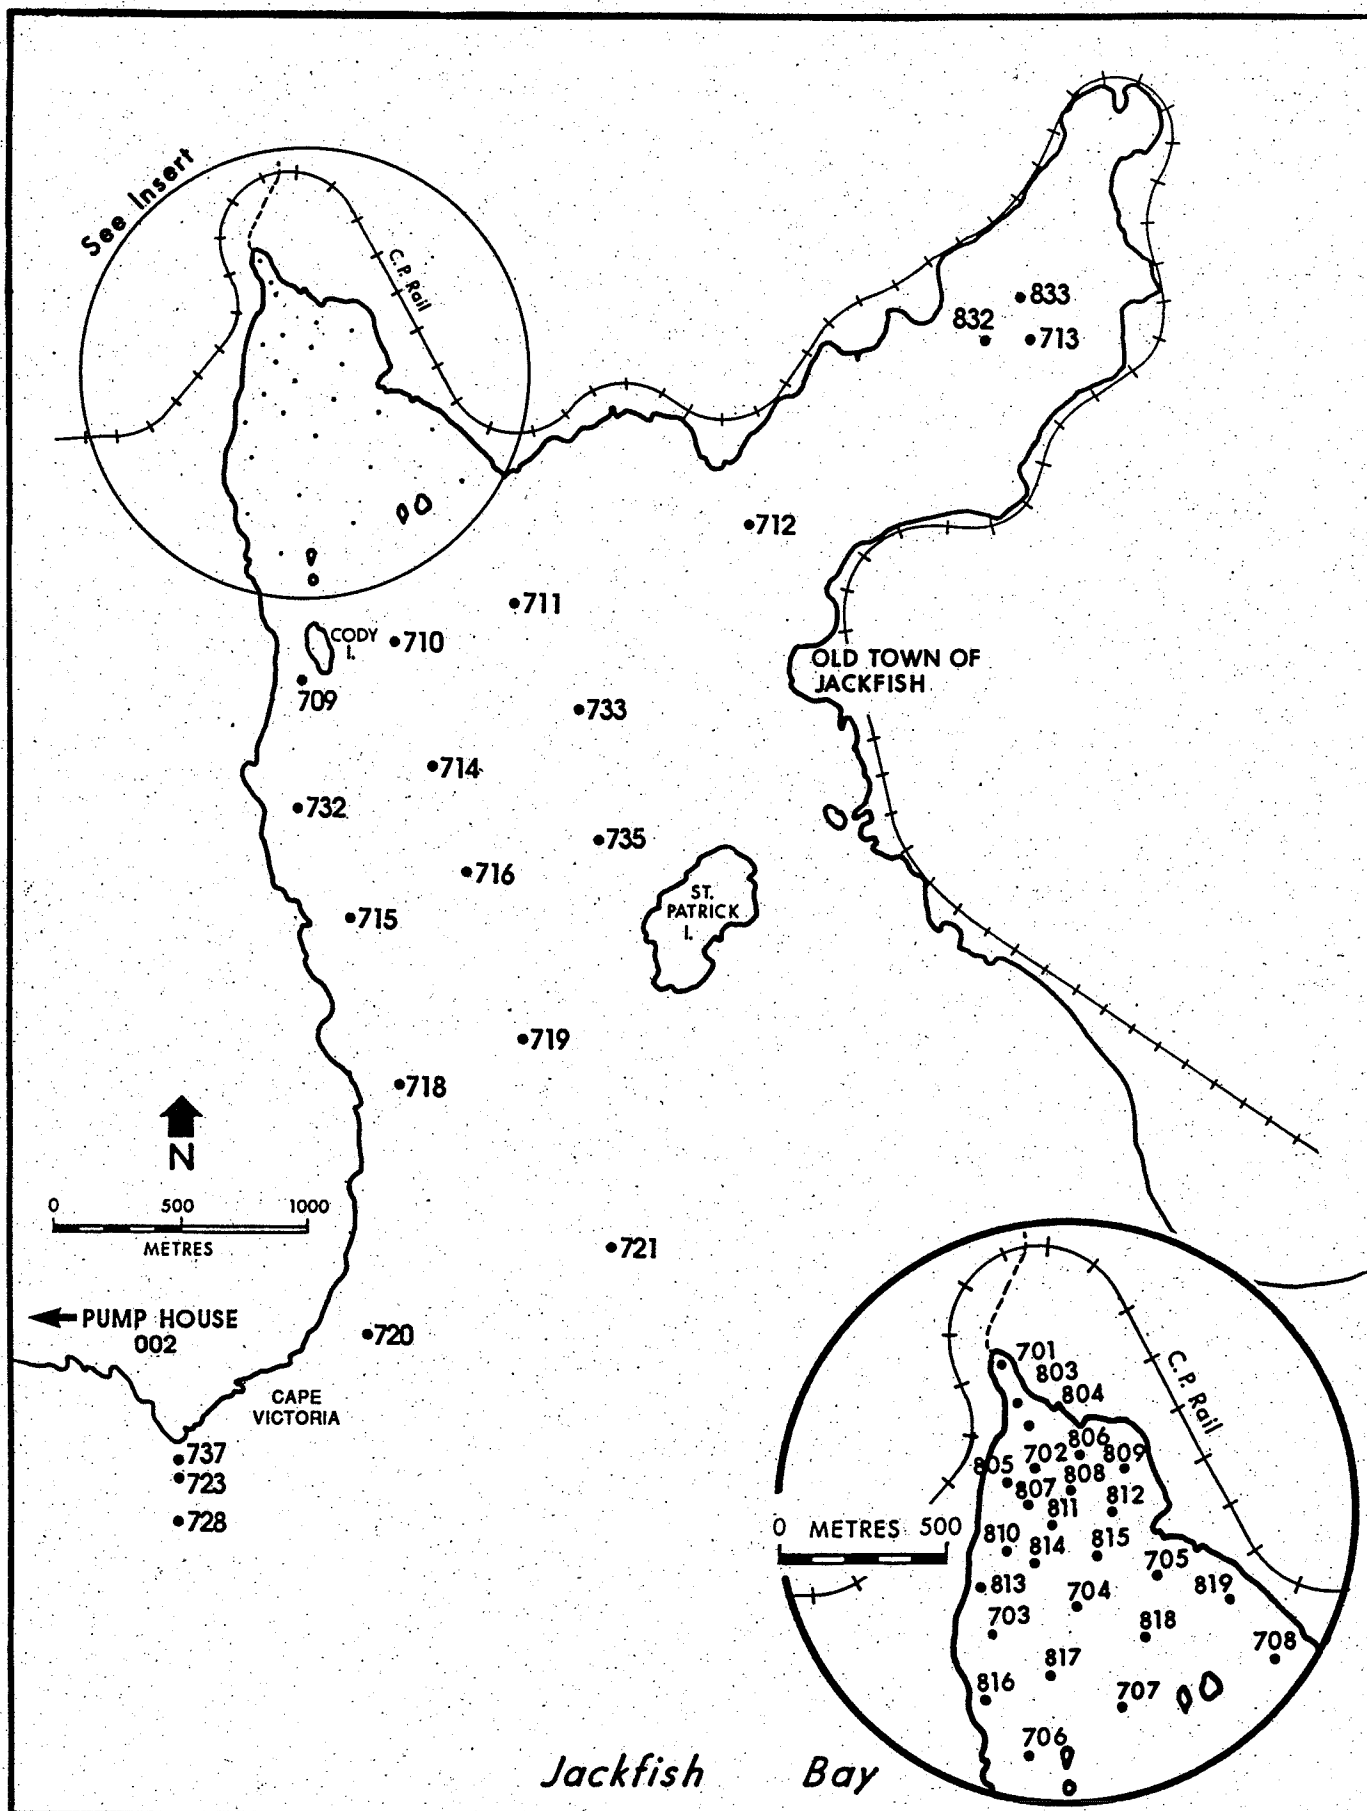 See Insert
C.P. Rail
833
832
713
712
711
CODY
I.
710
709
OLD TOWN OF
JACKFISH
733
714
732
735
716
ST.
PATRICK
I.
715
719
718
N
0 500 1000
METRES
721
PUMP HOUSE
002
720
CAPE
VICTORIA
737
723
728
701
803
804
C.P. Rail
806
702
809
805
808
807
812
811
0 METRES 500
810
814
815
705
813
819
704
703
818
708
817
816
707
706
Jackfish Bay